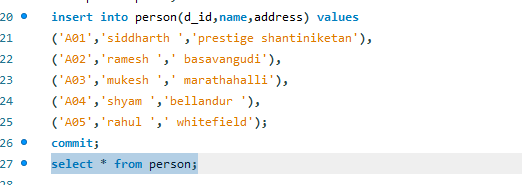 20 insert into person(d_id,name,address) values
21 ('A01','siddharth ','prestige shantiniketan'),
22 ('A02','ramesh ',' basavangudi'),
23 ('A03','mukesh ',' marathahalli'),
24 ('A04','shyam ','bellandur '),
25 ('A05','rahul ',' whitefield');
26 commit;
27 select * from person;